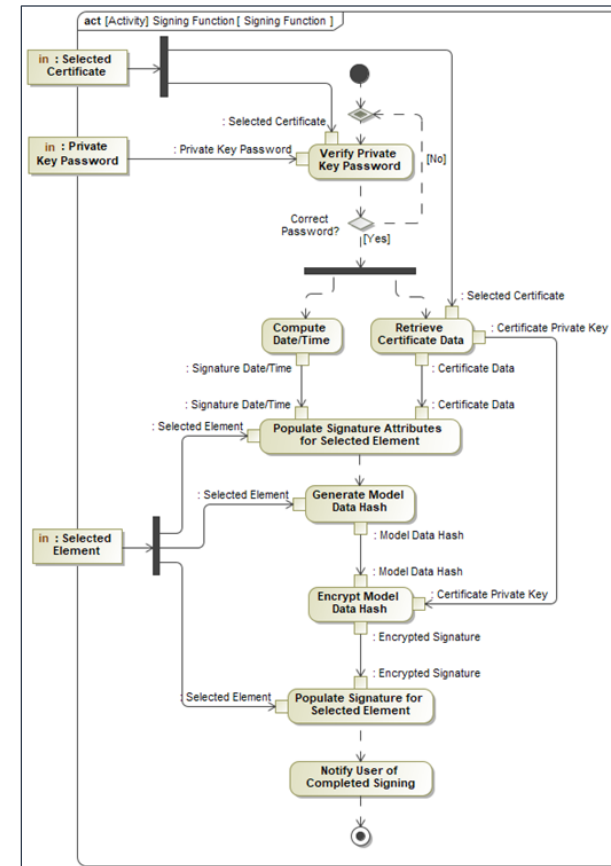 act [Activity] Signing Function [ Signing Function ]
in : Selected
Certificate
: Selected Certificate
in : Private
Key Password
: Private Key Password
Verify Private
Key Password
[No]
Correct
Password?
[Yes]
: Selected Certificate
Compute
Date/Time
Retrieve
Certificate Data
: Certificate Private Key
: Signature Date/Time
: Certificate Data
: Signature Date/Time
: Certificate Data
: Selected Element
Populate Signature Attributes
for Selected Element
: Selected Element
Generate Model
Data Hash
in : Selected
Element
: Model Data Hash
: Model Data Hash
Encrypt Model
Data Hash
: Certificate Private Key
: Encrypted Signature
: Encrypted Signature
: Selected Element
Populate Signature for
Selected Element
Notify User of
Completed Signing